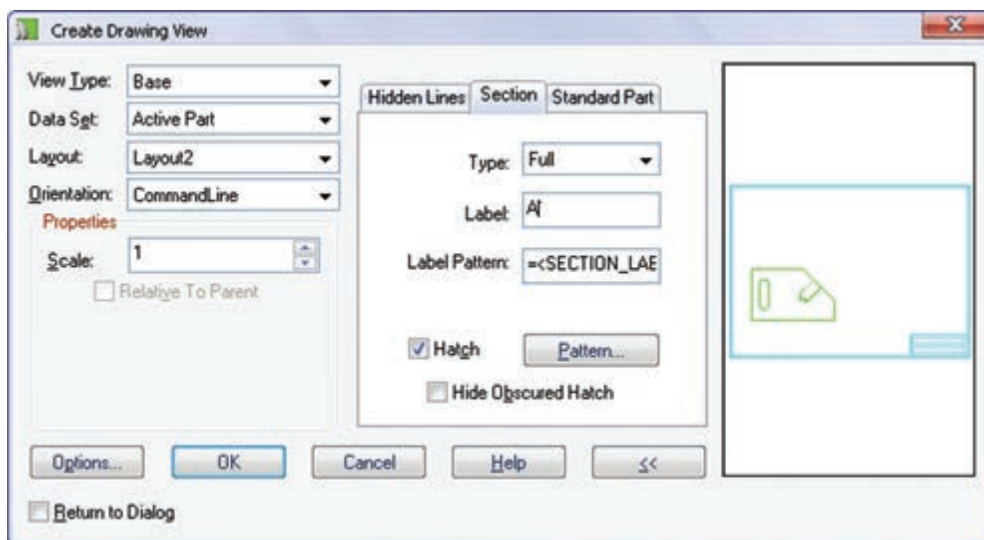 Create Drawing View
View Type: Base
Data Set: Active Part
Layout: Layout2
Orientation: CommandLine
Properties
Scale: 1
Relative To Parent
Hidden Lines Section Standard Part
Type: Full
Label: A
Label Pattern: =<SECTION_LAE
Hatch Pattern...
Hide Obscured Hatch
Options... OK Cancel Help <<
Return to Dialog